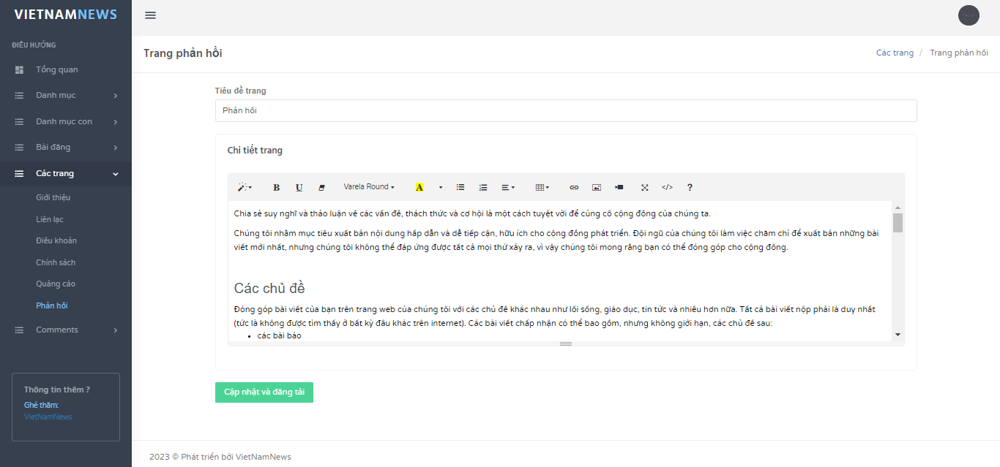 VIETNAMNEWS
ĐIỀU HƯỚNG
Tổng quan
Danh mục
Danh mục con
Bài đăng
Các trang
Giới thiệu
Liên lạc
Điều khoản
Chính sách
Quảng cáo
Phản hồi
Comments
Thông tin thêm ?
Ghé thăm:
VietNamNews
Trang phản hồi
Các trang / Trang phản hồi
Tiêu đề trang
Phản hồi
Chi tiết trang
B U Varela Round A </> ?
Chia sẻ suy nghĩ và thảo luận về các vấn đề, thách thức và cơ hội là một cách tuyệt vời để củng cố cộng đồng của chúng ta.
Chúng tôi nhằm mục tiêu xuất bản nội dung hấp dẫn và dễ tiếp cận, hữu ích cho cộng đồng phát triển. Đội ngũ của chúng tôi làm việc chăm chỉ để xuất bản những bài
viết mới nhất, nhưng chúng tôi không thể đáp ứng được tất cả mọi thứ xảy ra, vì vậy chúng tôi mong rằng bạn có thể đóng góp cho cộng đồng.
Các chủ đề
Đóng góp bài viết của bạn trên trang web của chúng tôi với các chủ đề khác nhau như lối sống, giáo dục, tin tức và nhiều hơn nữa. Tất cả bài viết nộp phải là duy nhất
(tức là không được tìm thấy ở bất kỳ đâu khác trên internet). Các bài viết chấp nhận có thể bao gồm, nhưng không giới hạn, các chủ đề sau:
• các bài báo
Cập nhật và đăng tải
2023 © Phát triển bởi VietNamNews